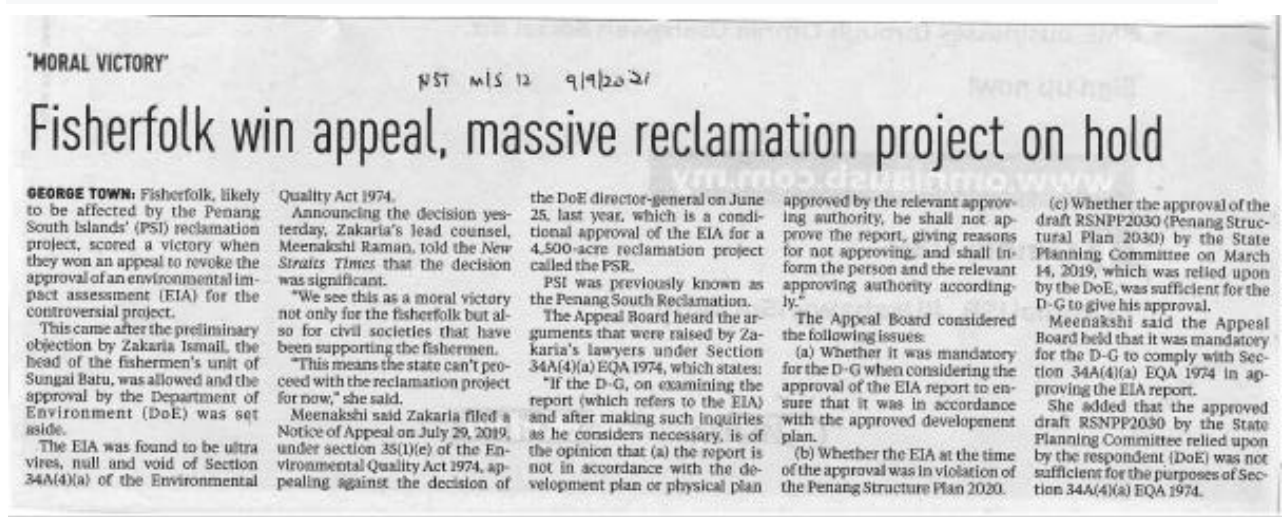 'MORAL VICTORY'
NST M/S 12 9/9/2021
Fisherfolk win appeal, massive reclamation project on hold
GEORGE TOWN: Fisherfolk, likely
to be affected by the Penang
South Islands' (PSI) reclamation
project, scored a victory when
they won an appeal to revoke the
approval of an environmental im-
pact assessment (EIA) for the
controversial project.
This came after the preliminary
objection by Zakaria Ismail, the
head of the fishermen's unit of
Sungai Batu, was allowed and the
approval by the Department of
Environment (DoE) was set
aside.
The EIA was found to be ultra
vires, null and void of Section
34A(4)(a) of the Environmental
Quality Act 1974.
Announcing the decision yes-
terday, Zakaria's lead counsel,
Meenakshi Raman, told the New
Straits Times that the decision
was significant.
"We see this as a moral victory
not only for the fisherfolk but al-
so for civil societies that have
been supporting the fishermen.
"This means the state can't pro-
ceed with the reclamation project
for now," she said.
Meenakshi said Zakaria filed a
Notice of Appeal on July 29, 2019,
under section 35(1)(e) of the En-
vironmental Quality Act 1974, ap-
pealing against the decision of
the DoE director-general on June
25, last year, which is a condi-
tional approval of the EIA for a
4,500-acre reclamation project
called the PSR.
PSI was previously known as
the Penang South Reclamation.
The Appeal Board heard the ar-
guments that were raised by Za-
karia's lawyers under Section
34A(4)(a) EQA 1974, which states:
"If the D-G, on examining the
report (which refers to the EIA)
and after making such inquiries
as he considers necessary, is of
the opinion that (a) the report is
not in accordance with the de-
velopment plan or physical plan
approved by the relevant approv-
ing authority, he shall not ap-
prove the report, giving reasons
for not approving, and shall in-
form the person and the relevant
approving authority according-
ly."
The Appeal Board considered
the following issues:
(a) Whether it was mandatory
for the D-G when considering the
approval of the EIA report to en-
sure that it was in accordance
with the approved development
plan.
(b) Whether the EIA at the time
of the approval was in violation of
the Penang Structure Plan 2020.
(c) Whether the approval of the
draft RSNPP2030 (Penang Struc-
tural Plan 2030) by the State
Planning Committee on March
14, 2019, which was relied upon
by the DoE, was sufficient for the
D-G to give his approval.
Meenakshi said the Appeal
Board held that it was mandatory
for the D-G to comply with Sec-
tion 34A(4)(a) EQA 1974 in ap-
proving the EIA report.
She added that the approved
draft RSNPP2030 by the State
Planning Committee relied upon
by the respondent (DoE) was not
sufficient for the purposes of Sec-
tion 34A(4)(a) EQA 1974.